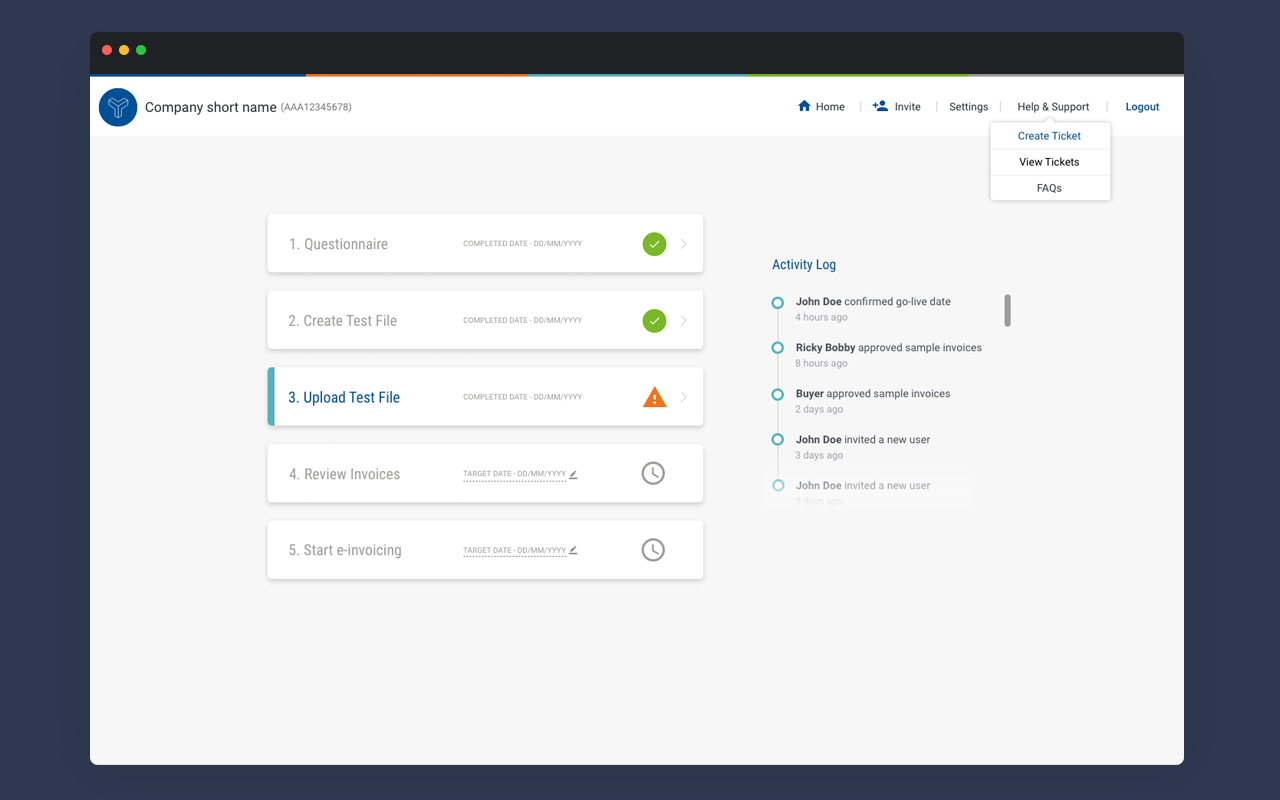 Company short name (AAA12345678)
Home
Invite
Settings
Help & Support
Logout
Create Ticket
View Tickets
FAQs
1. Questionnaire
COMPLETED DATE - DD/MM/YYYY
2. Create Test File
COMPLETED DATE - DD/MM/YYYY
3. Upload Test File
COMPLETED DATE - DD/MM/YYYY
4. Review Invoices
TARGET DATE - DD/MM/YYYY
5. Start e-invoicing
TARGET DATE - DD/MM/YYYY
Activity Log
John Doe confirmed go-live date
4 hours ago
Ricky Bobby approved sample invoices
8 hours ago
Buyer approved sample invoices
2 days ago
John Doe invited a new user
3 days ago
John Doe invited a new user
3 days ago